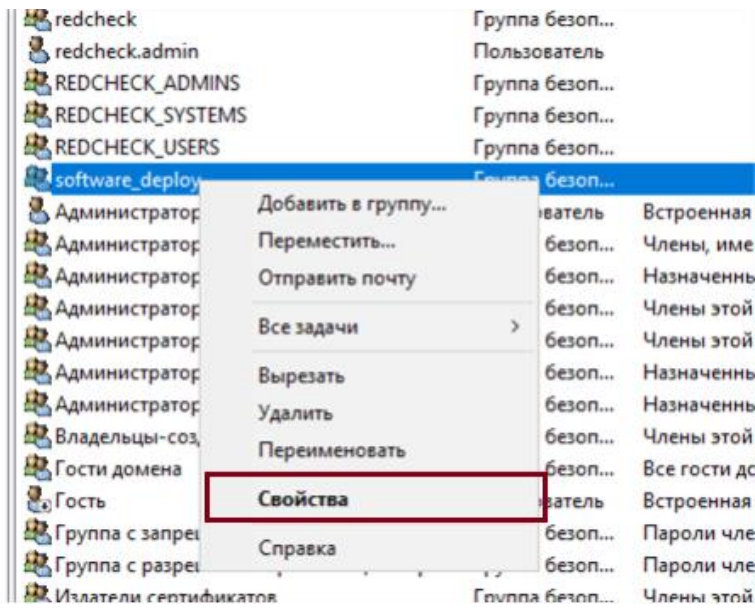 redcheck Группа безоп...
redcheck.admin Пользователь
REDCHECK_ADMINS Группа безоп...
REDCHECK_SYSTEMS Группа безоп...
REDCHECK_USERS Группа безоп...
software_deploy Группа безоп...
Администратор ватель Встроенная
Администратор безоп... Члены, име
Администратор безоп... Назначенны
Администратор безоп... Члены этой
Администратор безоп... Члены этой
Администратор безоп... Назначенны
Администратор безоп... Назначенны
Владельцы-соз, безоп... Члены этой
Гости домена безоп... Все гости до
Гость ватель Встроенная
Группа с запре безоп... Пароли чле
Группа с разре безоп... Пароли чле
Издатели сертификатов Группа безоп... Члены этой
Добавить в группу...
Переместить...
Отправить почту
Все задачи
Вырезать
Удалить
Переименовать
Свойства
Справка